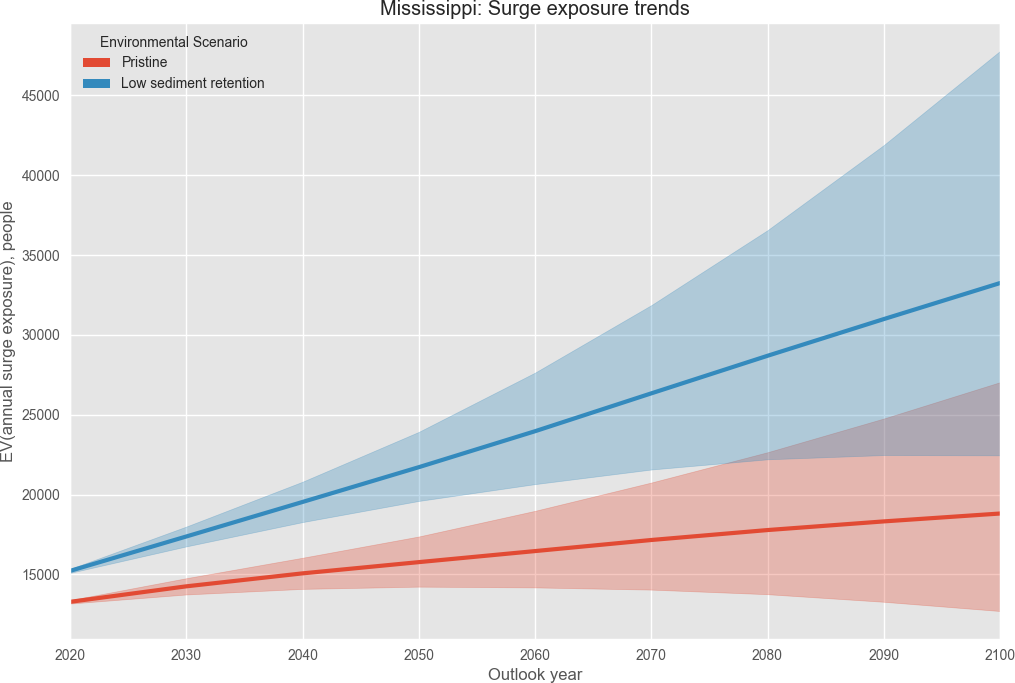 Mississippi: Surge exposure trends
Environmental Scenario
Pristine
Low sediment retention
EV(annual surge exposure), people
45000
40000
35000
30000
25000
20000
15000
2020 2030 2040 2050 2060 2070 2080 2090 2100
Outlook year